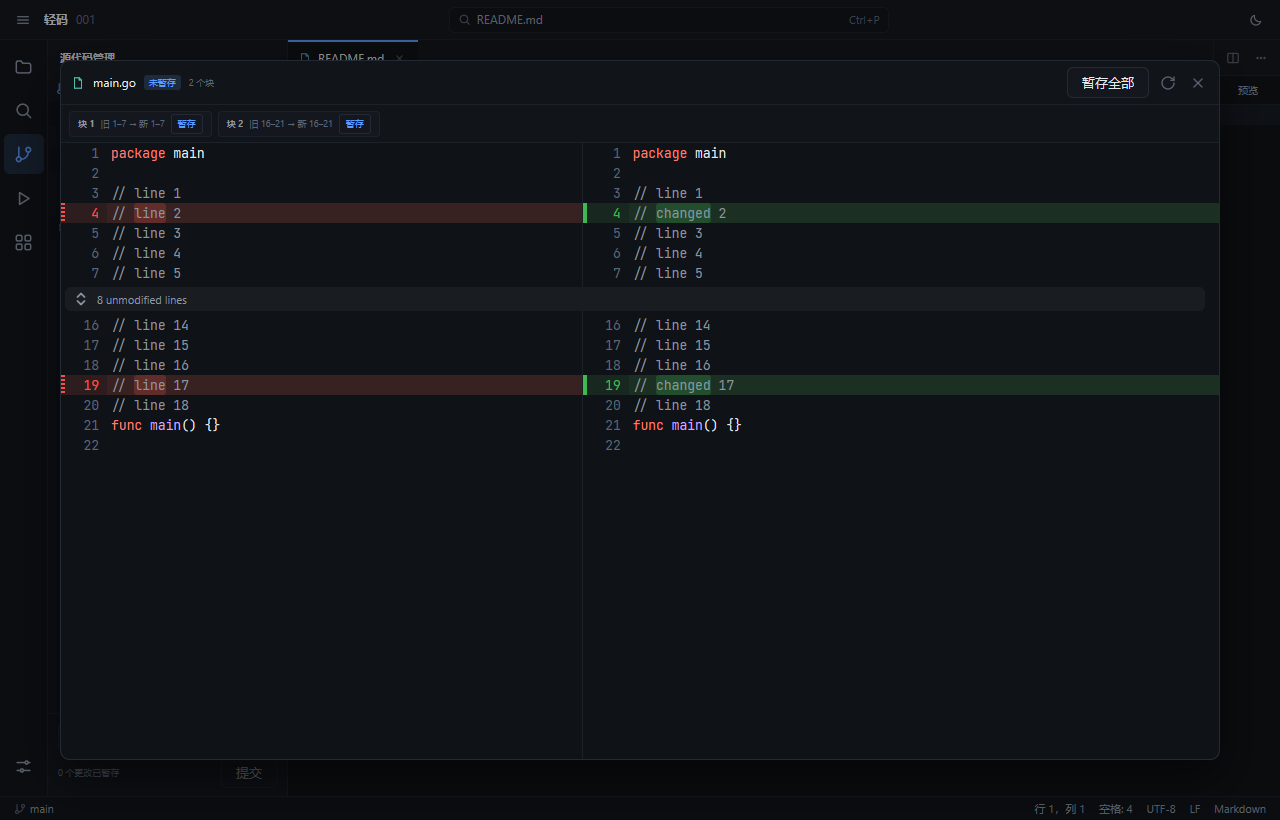 轻码 001
README.md Ctrl+P
源代码管理
README.md
预览
main.go 未暂存 2 个块
暂存全部
块 1 旧 1–7 → 新 1–7 暂存
块 2 旧 16–21 → 新 16–21 暂存
1 package main
2
3 // line 1
4 // line 2
5 // line 3
6 // line 4
7 // line 5
1 package main
2
3 // line 1
4 // changed 2
5 // line 3
6 // line 4
7 // line 5
8 unmodified lines
16 // line 14
17 // line 15
18 // line 16
19 // line 17
20 // line 18
21 func main() {}
22
16 // line 14
17 // line 15
18 // line 16
19 // changed 17
20 // line 18
21 func main() {}
22
0 个更改已暂存
提交
main
行 1，列 1 空格: 4 UTF-8 LF Markdown